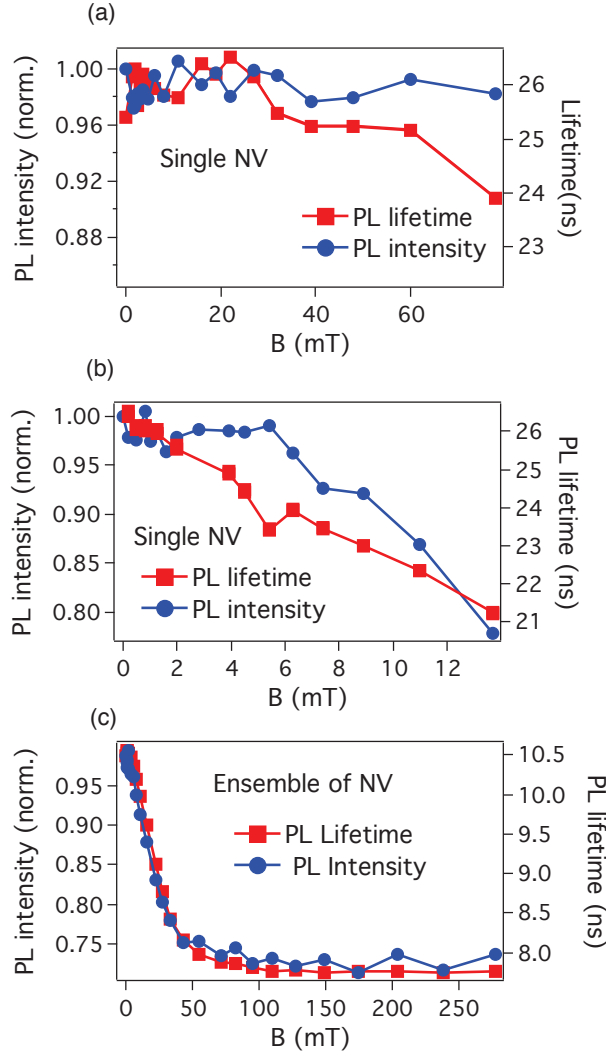 (a)
PL intensity (norm.)
1.00
0.96
0.92
0.88
26
25
24
23
Lifetime(ns)
Single NV
PL lifetime
PL intensity
0
20
40
60
B (mT)
(b)
PL intensity (norm.)
1.00
0.95
0.90
0.85
0.80
26
25
24
23
22
21
PL lifetime (ns)
Single NV
PL lifetime
PL intensity
0
2
4
6
8
10
12
B (mT)
(c)
PL intensity (norm.)
0.95
0.90
0.85
0.80
0.75
10.5
10.0
9.5
9.0
8.5
8.0
PL lifetime (ns)
Ensemble of NV
PL Lifetime
PL Intensity
0
50
100
150
200
250
B (mT)